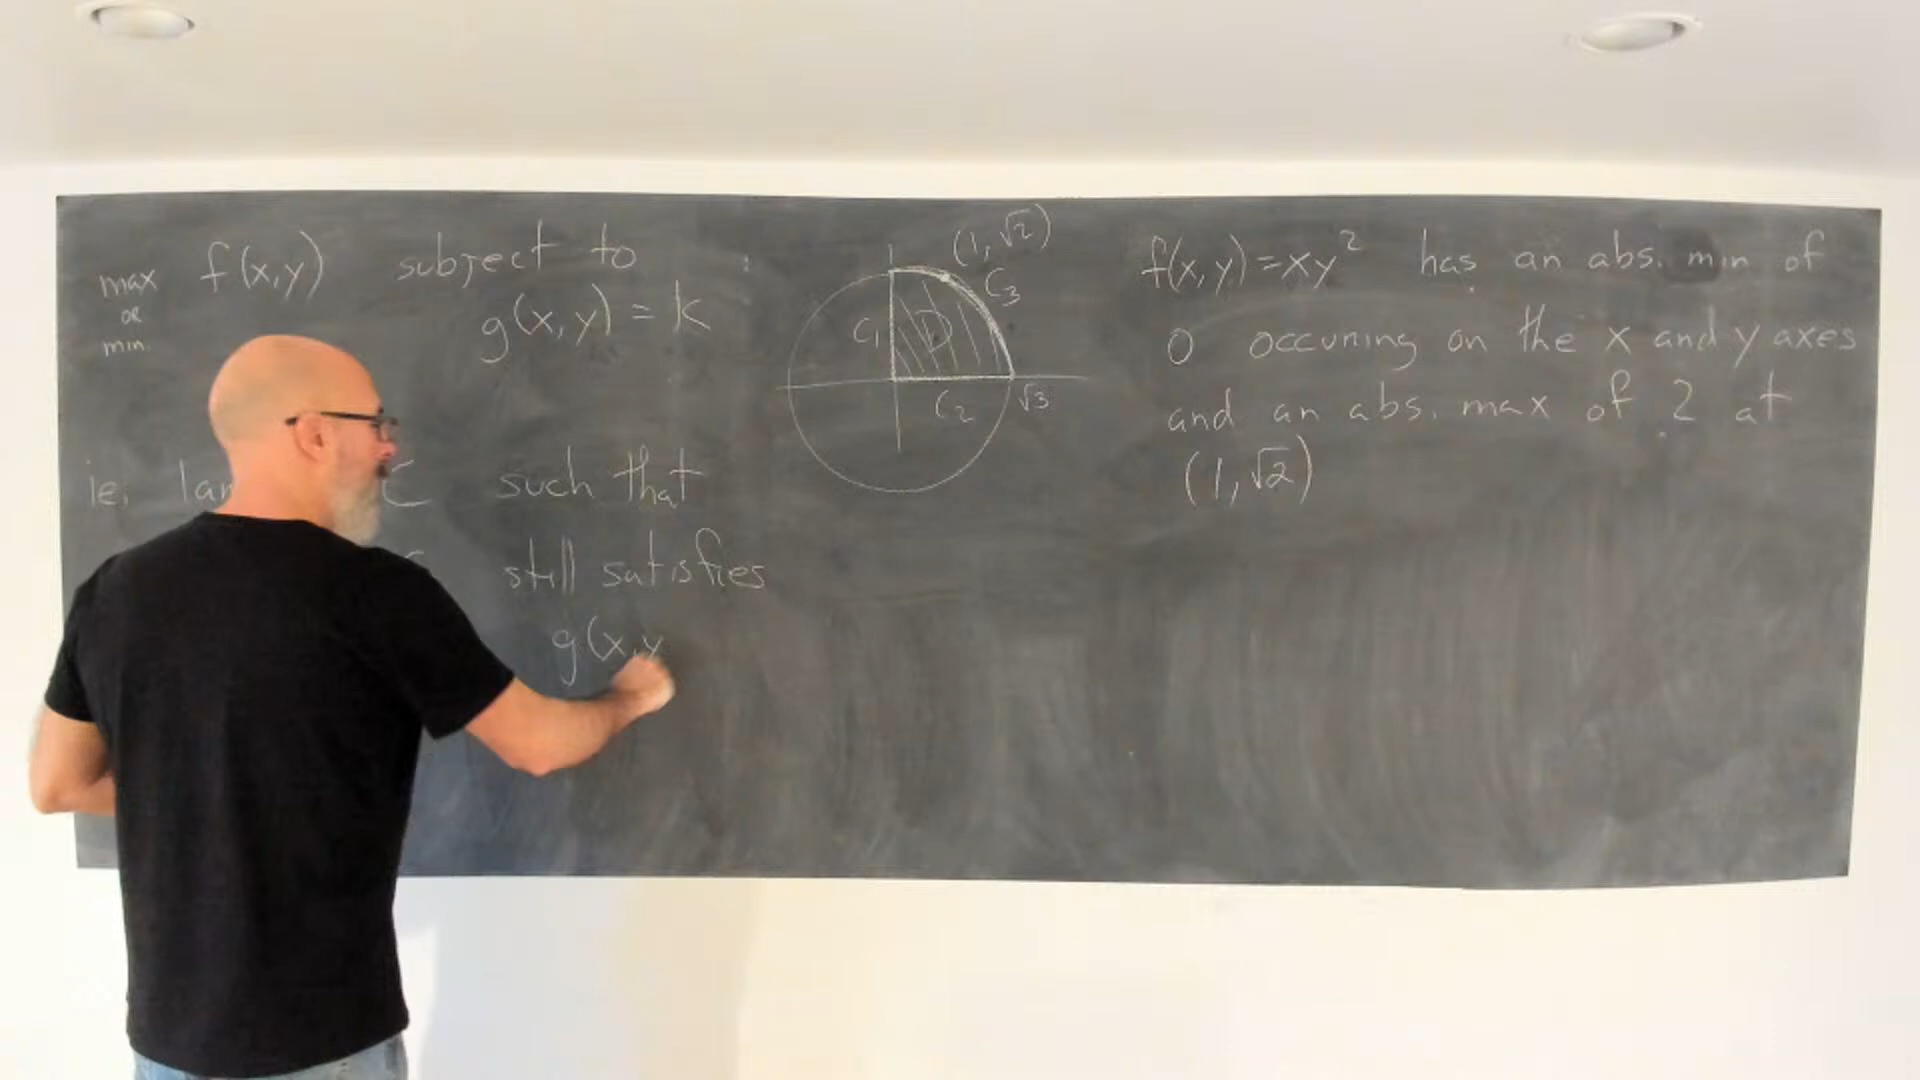 max
or
min.
f(x,y) subject to
g(x,y) = k
ie: C such that
still satisfies
g(x,y
(1,√2)
C3
C1
D
C2
√3
f(x,y)=xy² has an abs. min of
0 occuring on the x and y axes
and an abs. max of 2 at
(1,√2)